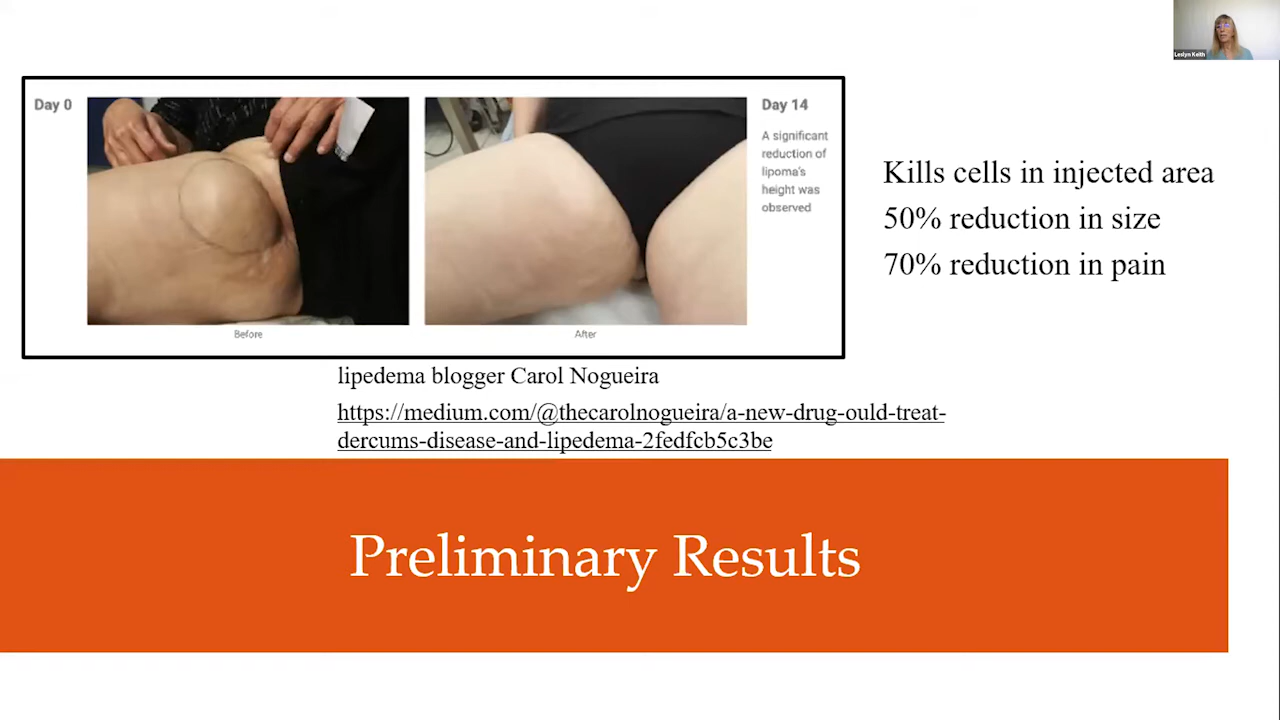 Leslyn Keith
Day 0
Day 14
A significant
reduction of
lipoma's
height was
observed
Before
After
Kills cells in injected area
50% reduction in size
70% reduction in pain
lipedema blogger Carol Nogueira
https://medium.com/@thecarolnogueira/a-new-drug-ould-treat-
dercums-disease-and-lipedema-2fedfcb5c3be
Preliminary Results